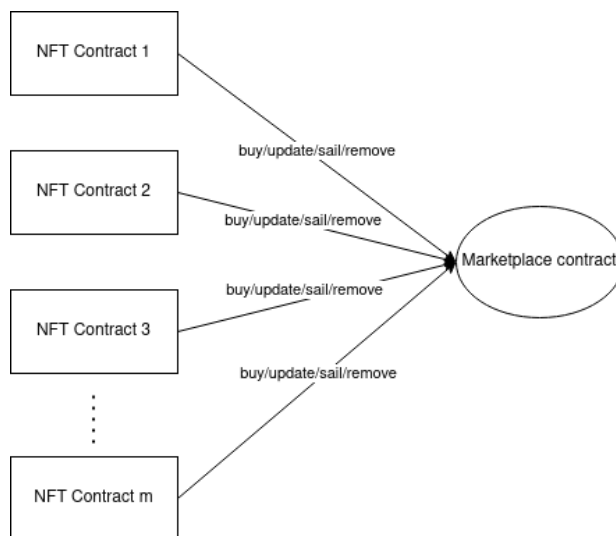 NFT Contract 1
buy/update/sail/remove
NFT Contract 2
buy/update/sail/remove
Marketplace contract
buy/update/sail/remove
NFT Contract 3
buy/update/sail/remove
NFT Contract m